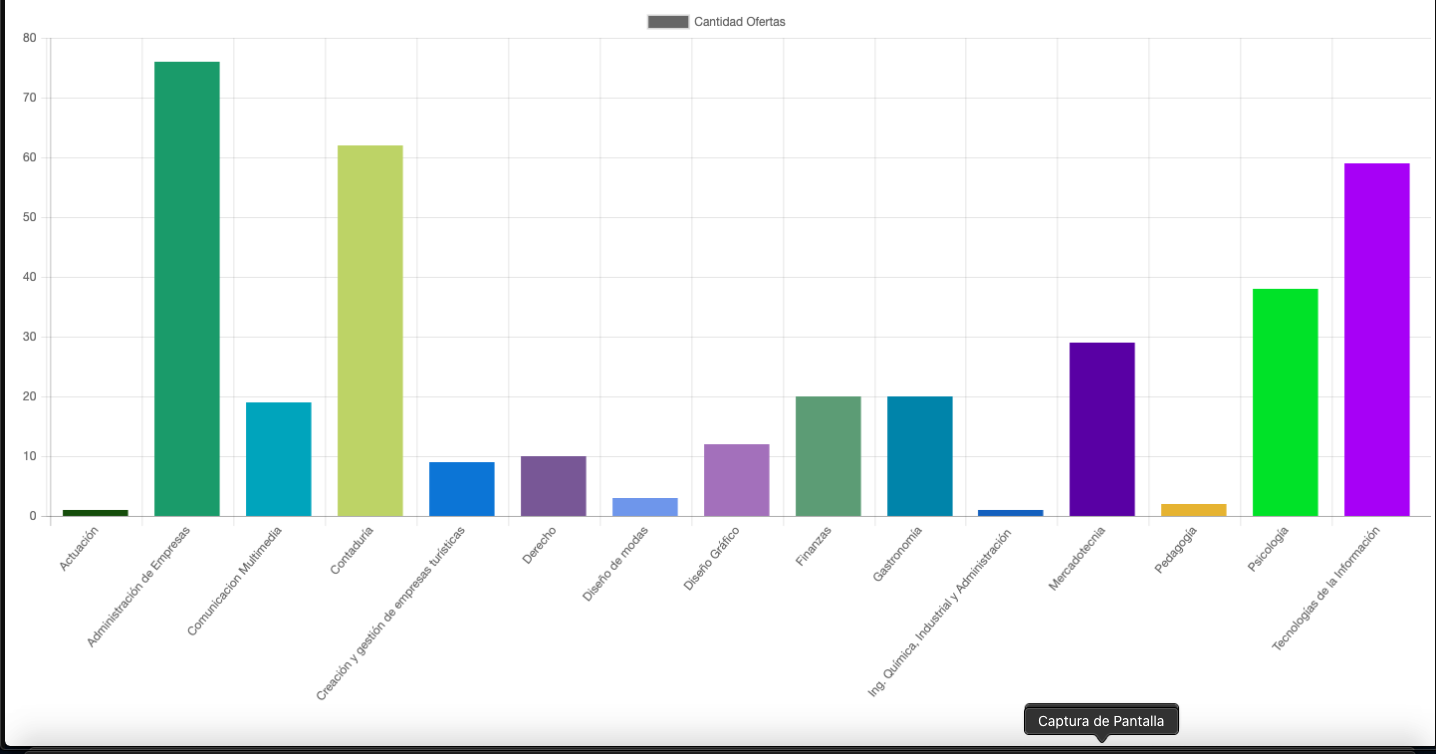 Cantidad Ofertas
80
70
60
50
40
30
20
10
0
Actuación
Administración de Empresas
Comunicacion Multimedia
Contaduría
Creación y gestión de empresas turísticas
Derecho
Diseño de modas
Diseño Gráfico
Finanzas
Gastronomía
Ing. Química, Industrial y Administración
Mercadotecnia
Pedagogía
Psicología
Tecnologías de la Información
Captura de Pantalla